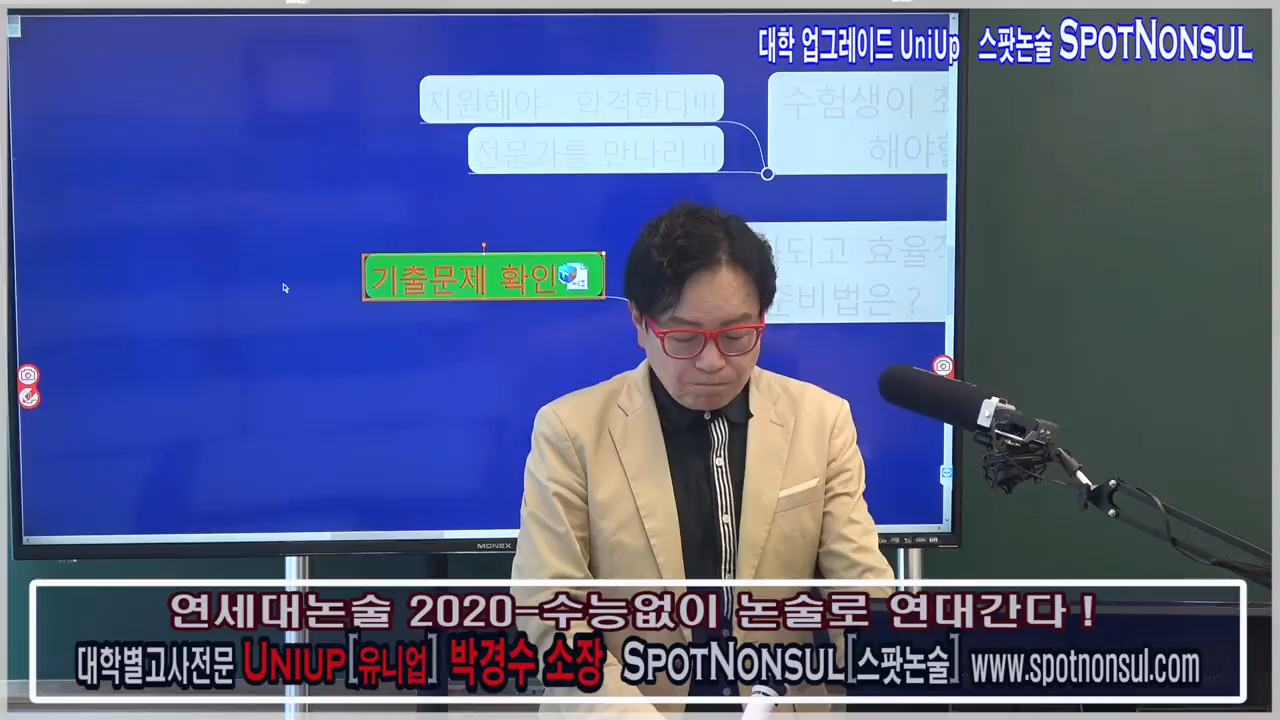 대학 업그레이드 UniUp 스팟논술 SPOTNONSUL
지원해야 합격한다!!!
수험생이
해야
전문가를 만나라 !!
되고 효율
기출문제 확인
준비법은 ?
MONEX
연세대논술 2020-수능없이 논술로 연대간다 !
대학별고사전문 UNIUP[유니업] 박경수 소장 SPOTNONSUL[스팟논술] www.spotnonsul.com